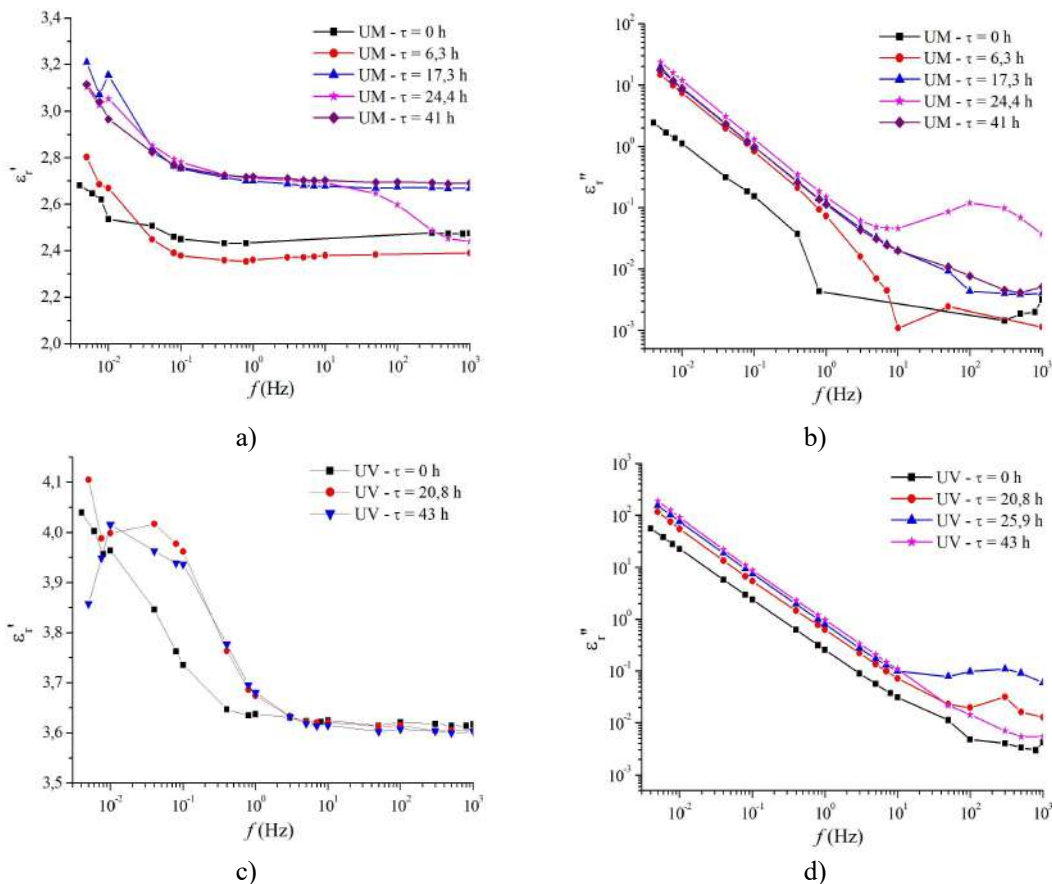 3,4
3,2
3,0
2,8
2,6
2,4
2,2
2,0
εr'
UM - τ = 0 h
UM - τ = 6,3 h
UM - τ = 17,3 h
UM - τ = 24,4 h
UM - τ = 41 h
10⁻² 10⁻¹ 10⁰ 10¹ 10² 10³
f (Hz)
a)
10²
10¹
10⁰
10⁻¹
10⁻²
10⁻³
εr''
UM - τ = 0 h
UM - τ = 6,3 h
UM - τ = 17,3 h
UM - τ = 24,4 h
UM - τ = 41 h
10⁻² 10⁻¹ 10⁰ 10¹ 10² 10³
f (Hz)
b)
4,1
4,0
3,9
3,8
3,7
3,6
3,5
εr'
UV - τ = 0 h
UV - τ = 20,8 h
UV - τ = 43 h
10⁻² 10⁻¹ 10⁰ 10¹ 10² 10³
f (Hz)
c)
10³
10²
10¹
10⁰
10⁻¹
10⁻²
10⁻³
εr''
UV - τ = 0 h
UV - τ = 20,8 h
UV - τ = 25,9 h
UV - τ = 43 h
10⁻² 10⁻¹ 10⁰ 10¹ 10² 10³
f (Hz)
d)